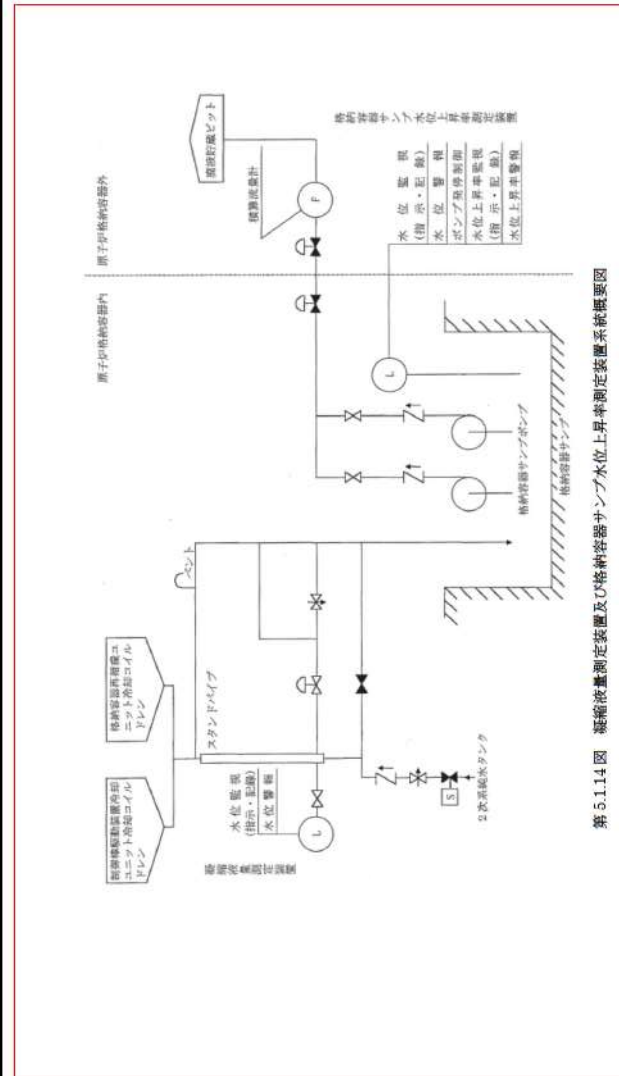 制御棒駆動装置冷却
ユニット冷却コイル
ドレン
格納容器再循環ユ
ニット冷却コイル
ドレン
ベント
原子炉格納容器内
原子炉格納容器外
廃液貯蔵ピット
積算流量計
F
スタンドパイプ
凝縮液量測定装置
水位監視
(指示・記録)
水位警報
L
2次系純水タンク
S
格納容器サンプポンプ
格納容器サンプ
L
格納容器サンプ水位上昇率測定装置
水位監視
(指示・記録)
水位警報
ポンプ発停制御
水位上昇率監視
(指示・記録)
水位上昇率警報
第5.1.14図 凝縮液量測定装置及び格納容器サンプ水位上昇率測定装置系統概要図